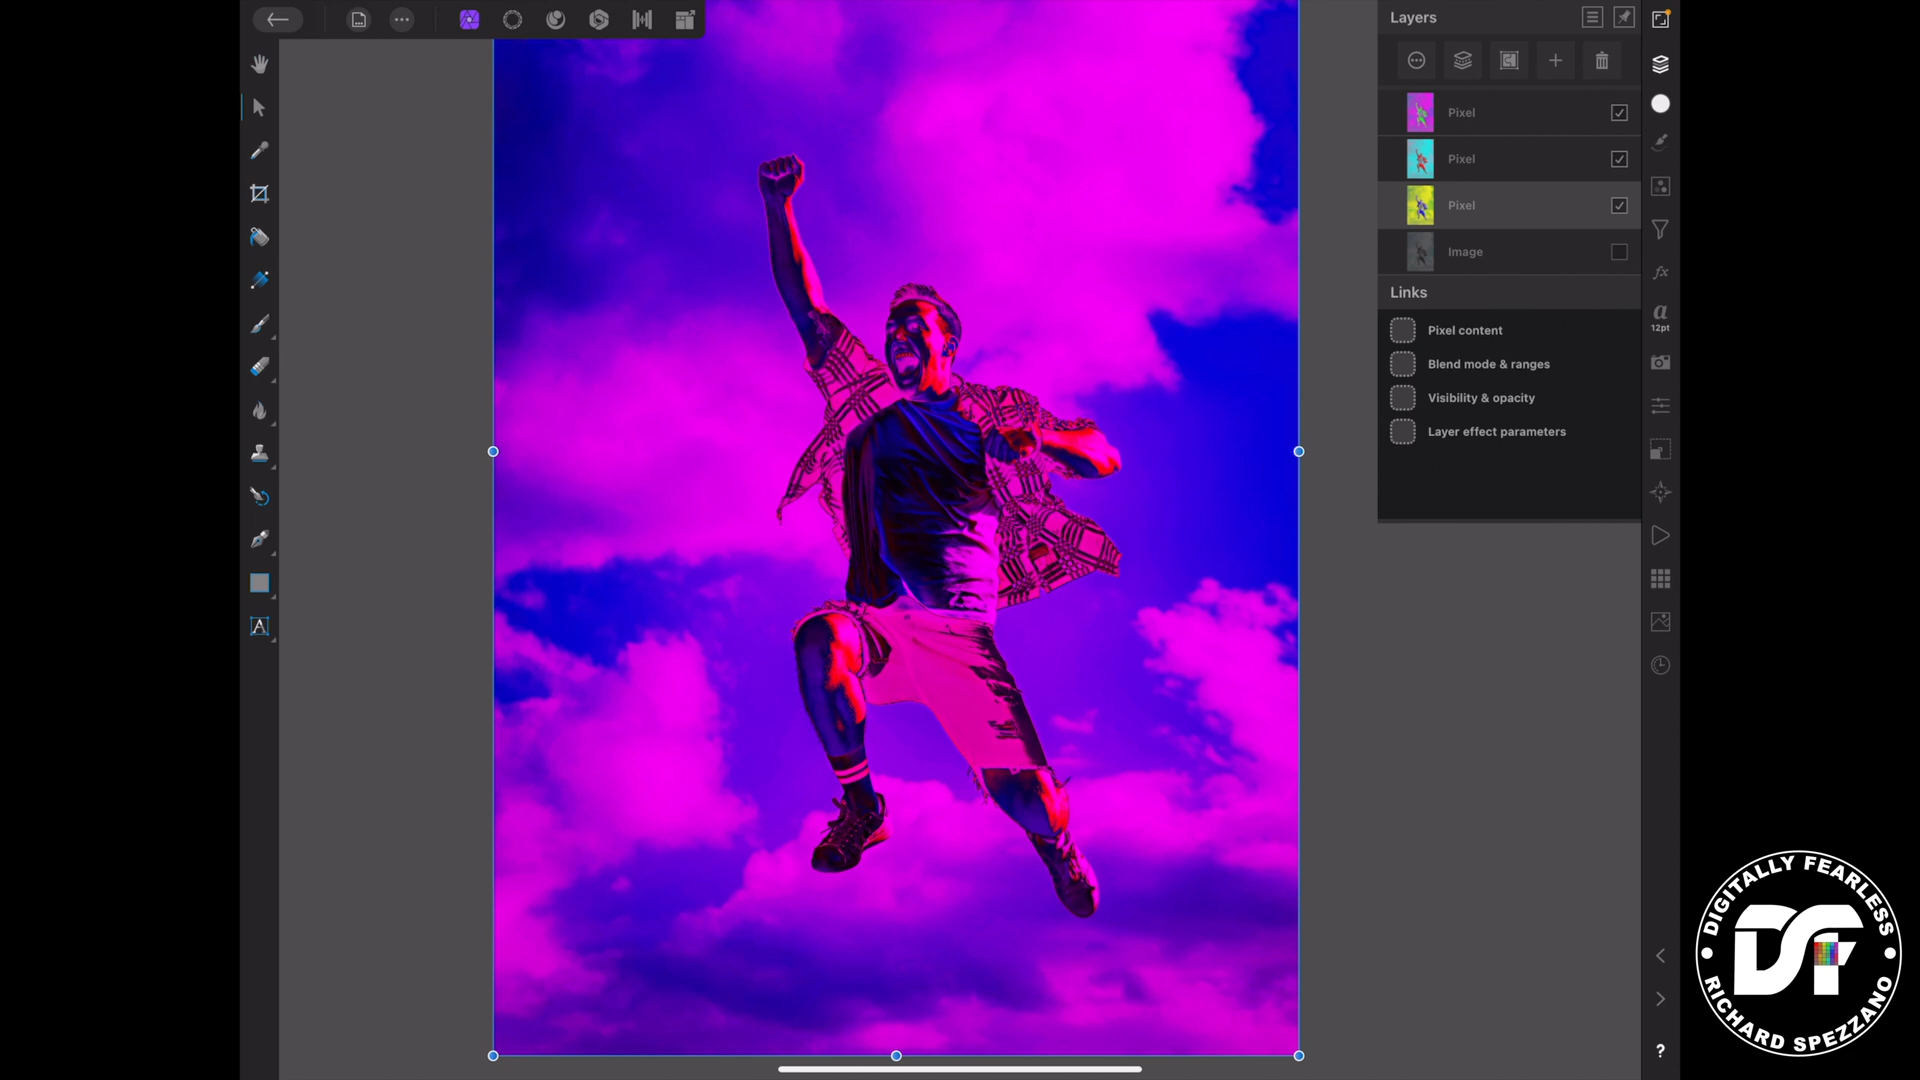 Layers
Pixel
Pixel
Pixel
Image
Links
Pixel content
Blend mode & ranges
Visibility & opacity
Layer effect parameters
A
fx
a
12pt
?
DIGITALLY FEARLESS
DF
RICHARD SPEZZANO